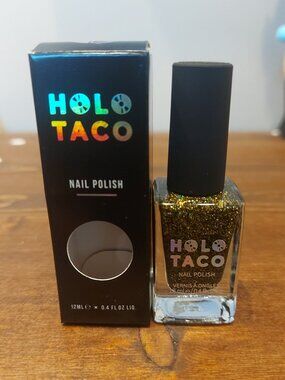 HOLO
TACO
NAIL POLISH
12ML ℮ × 0.4 FL OZ LIQ.
HOLO
TACO
NAIL POLISH
VERNIS À ONGLES